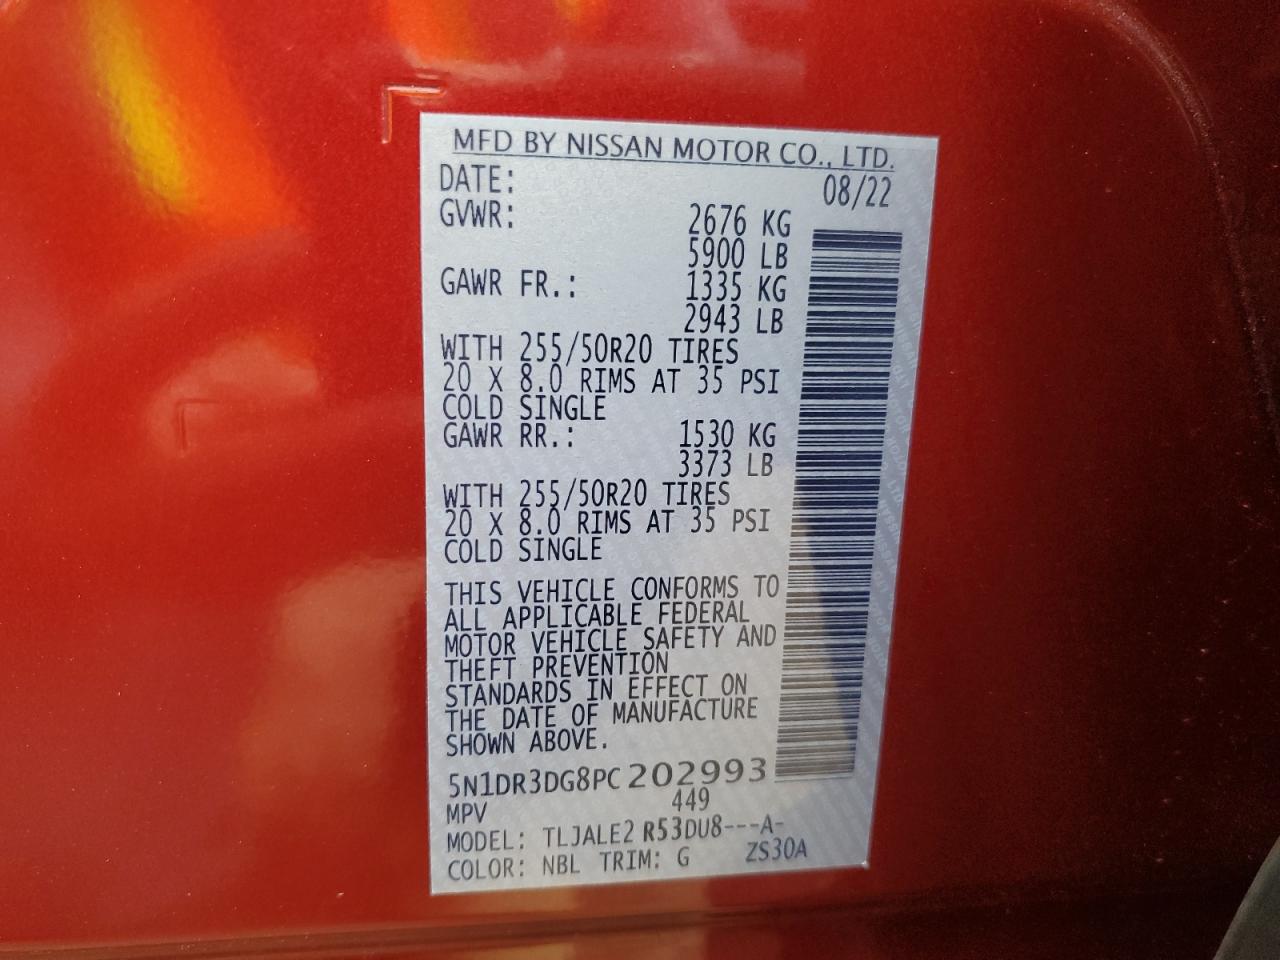 MFD BY NISSAN MOTOR CO., LTD.
DATE: 08/22
GVWR: 2676 KG
5900 LB
GAWR FR.: 1335 KG
2943 LB
WITH 255/50R20 TIRES
20 X 8.0 RIMS AT 35 PSI
COLD SINGLE
GAWR RR.: 1530 KG
3373 LB
WITH 255/50R20 TIRES
20 X 8.0 RIMS AT 35 PSI
COLD SINGLE
THIS VEHICLE CONFORMS TO
ALL APPLICABLE FEDERAL
MOTOR VEHICLE SAFETY AND
THEFT PREVENTION
STANDARDS IN EFFECT ON
THE DATE OF MANUFACTURE
SHOWN ABOVE.
5N1DR3DG8PC202993
MPV 449
MODEL: TLJALE2 R53DU8---A-
COLOR: NBL TRIM: G ZS30A